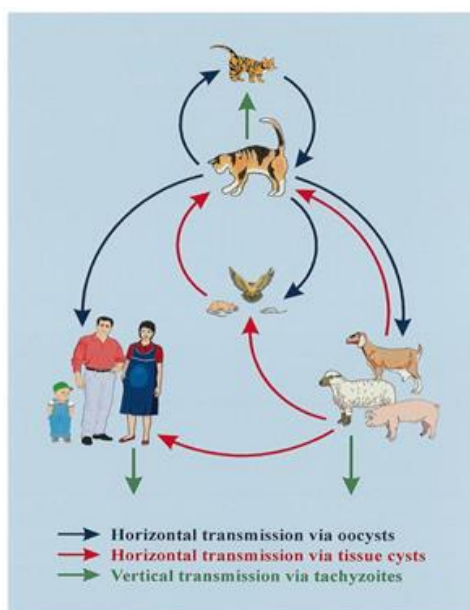 Horizontal transmission via oocysts
Horizontal transmission via tissue cysts
Vertical transmission via tachyzoites